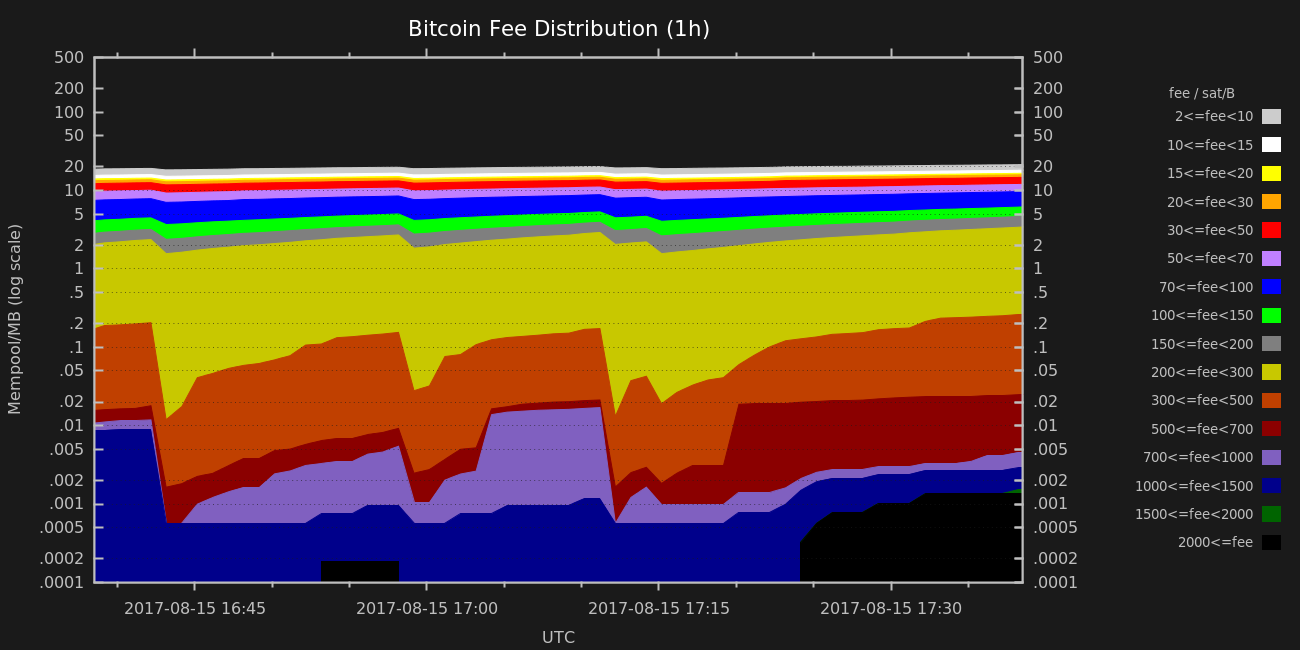 Bitcoin Fee Distribution (1h)
500
200
100
50
20
10
5
2
1
.5
.2
.1
.05
.02
.01
.005
.002
.001
.0005
.0002
.0001
Mempool/MB (log scale)
500
200
100
50
20
10
5
2
1
.5
.2
.1
.05
.02
.01
.005
.002
.001
.0005
.0002
.0001
2017-08-15 16:45
2017-08-15 17:00
2017-08-15 17:15
2017-08-15 17:30
UTC
fee / sat/B
2<=fee<10
10<=fee<15
15<=fee<20
20<=fee<30
30<=fee<50
50<=fee<70
70<=fee<100
100<=fee<150
150<=fee<200
200<=fee<300
300<=fee<500
500<=fee<700
700<=fee<1000
1000<=fee<1500
1500<=fee<2000
2000<=fee